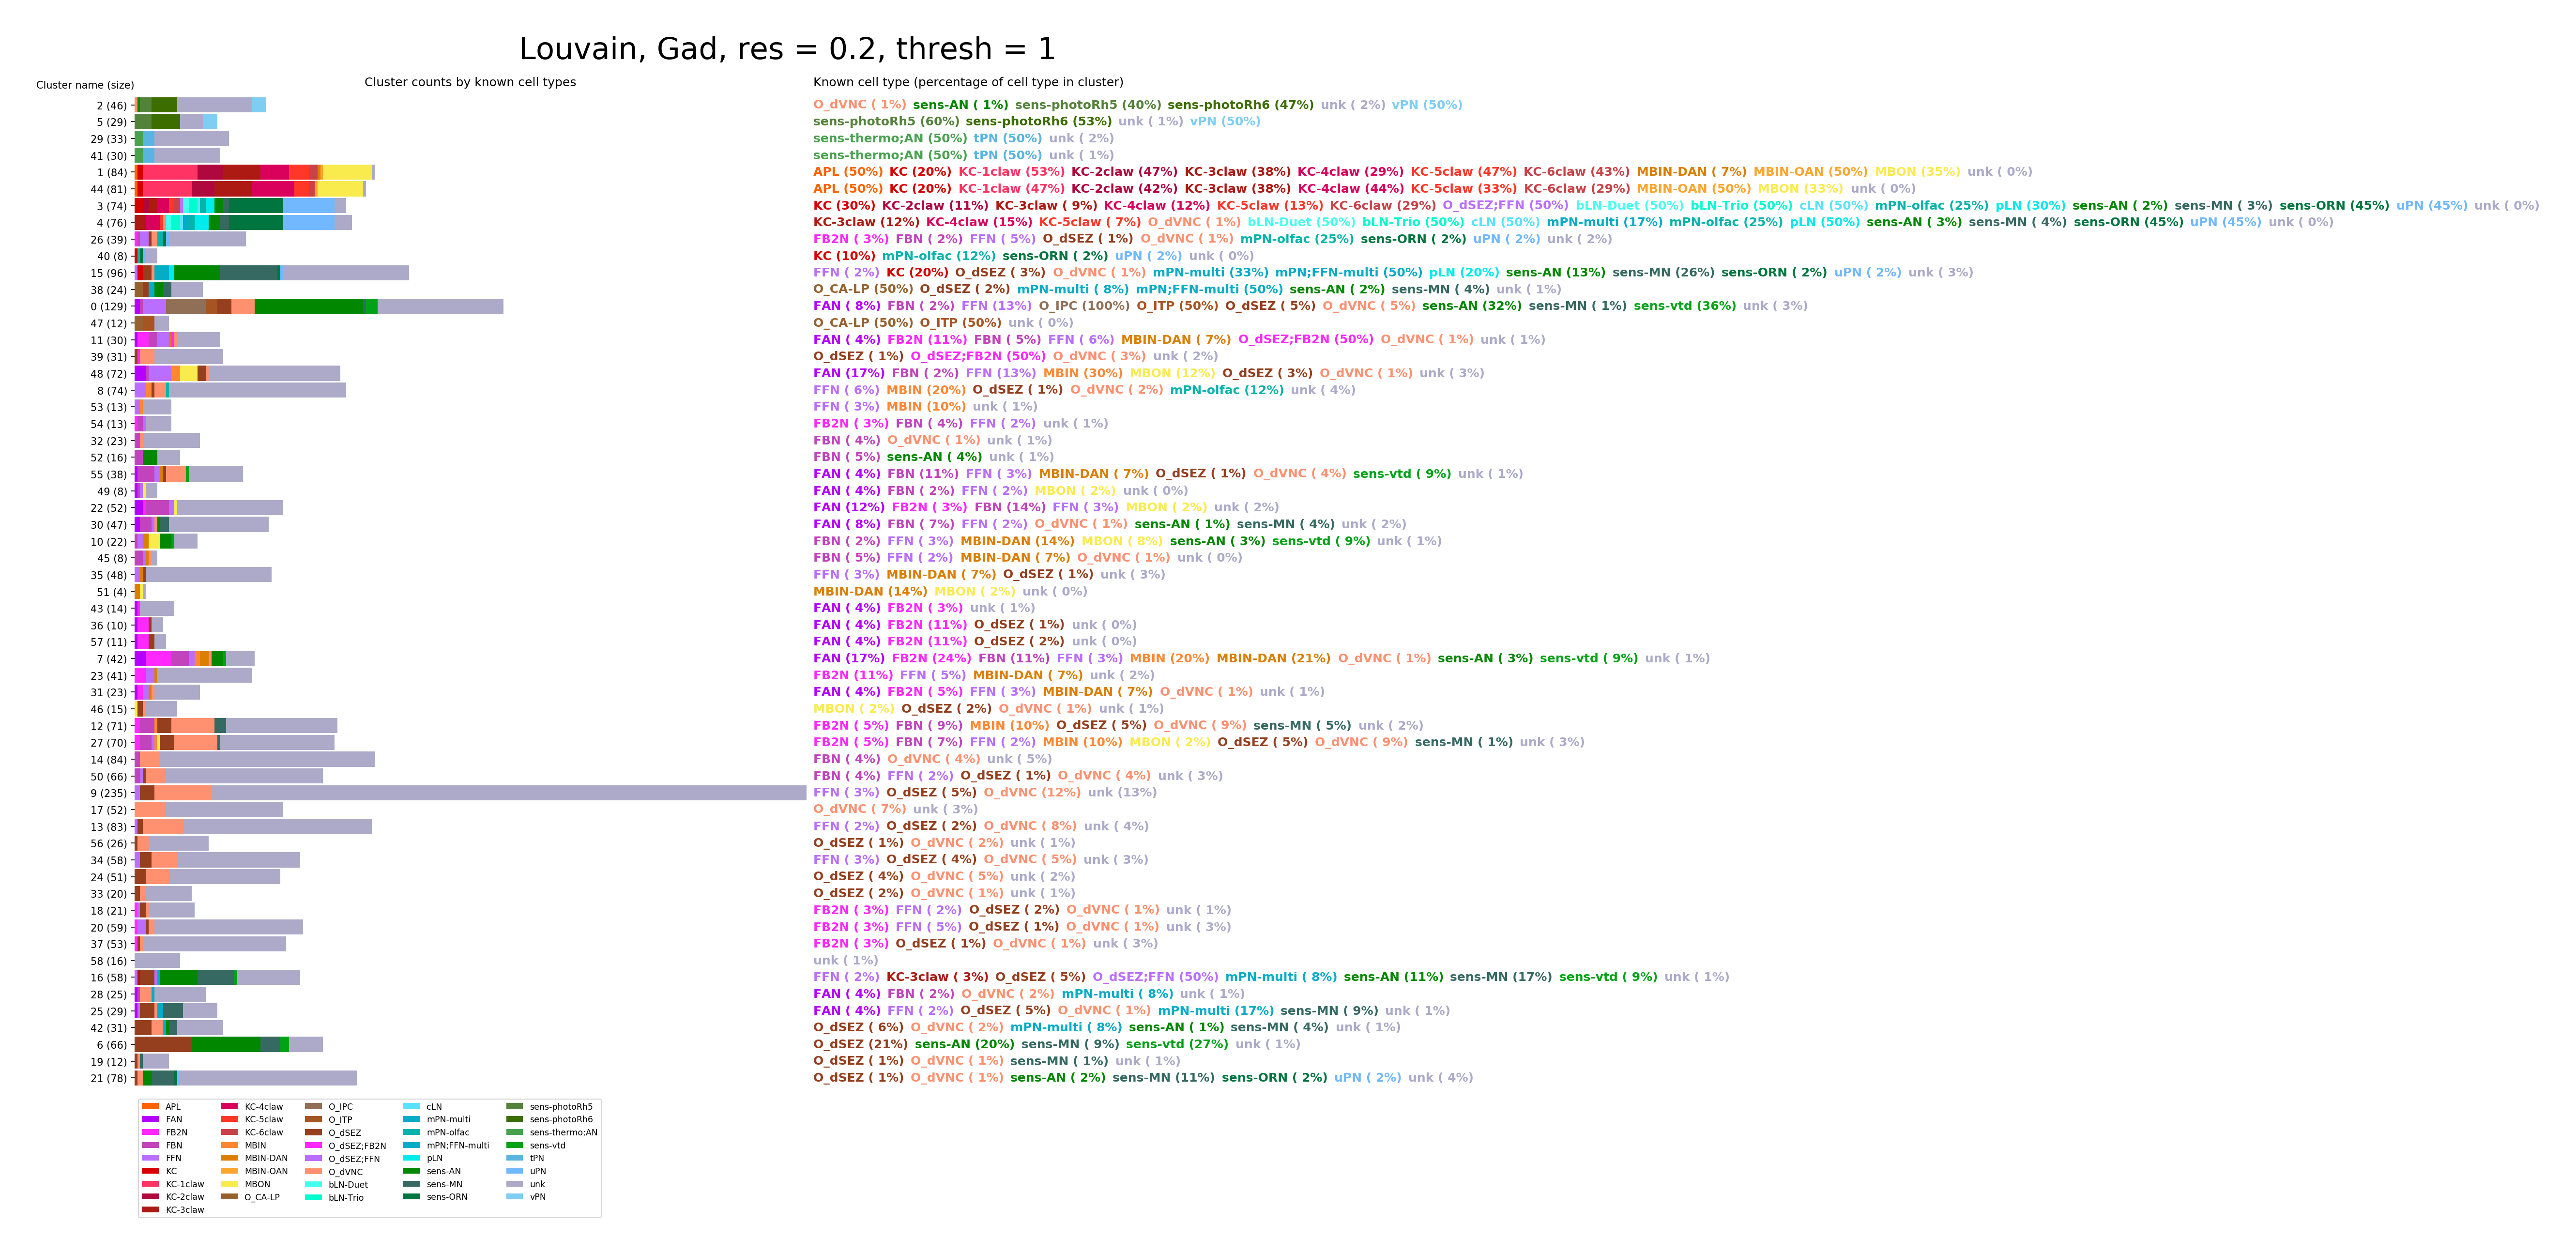 Louvain, Gad, res = 0.2, thresh = 1
Cluster name (size) Cluster counts by known cell types Known cell type (percentage of cell type in cluster)
2 (46) O_dVNC ( 1%) sens-AN ( 1%) sens-photoRh5 (40%) sens-photoRh6 (47%) unk ( 2%) vPN (50%)
5 (29) sens-photoRh5 (60%) sens-photoRh6 (53%) unk ( 1%) vPN (50%)
29 (33) sens-thermo;AN (50%) tPN (50%) unk ( 2%)
41 (30) sens-thermo;AN (50%) tPN (50%) unk ( 1%)
1 (84) APL (50%) KC (20%) KC-1claw (53%) KC-2claw (47%) KC-3claw (38%) KC-4claw (29%) KC-5claw (47%) KC-6claw (43%) MBIN-DAN ( 7%) MBIN-OAN (50%) MBON (35%) unk ( 0%)
44 (81) APL (50%) KC (20%) KC-1claw (47%) KC-2claw (42%) KC-3claw (38%) KC-4claw (44%) KC-5claw (33%) KC-6claw (29%) MBIN-OAN (50%) MBON (33%) unk ( 0%)
3 (74) KC (30%) KC-2claw (11%) KC-3claw ( 9%) KC-4claw (12%) KC-5claw (13%) KC-6claw (29%) O_dSEZ;FFN (50%) bLN-Duet (50%) bLN-Trio (50%) cLN (50%) mPN-olfac (25%) pLN (30%) sens-AN ( 2%) sens-MN ( 3%) sens-ORN (45%) uPN (45%) unk ( 0%)
4 (76) KC-3claw (12%) KC-4claw (15%) KC-5claw ( 7%) O_dVNC ( 1%) bLN-Duet (50%) bLN-Trio (50%) cLN (50%) mPN-multi (17%) mPN-olfac (25%) pLN (50%) sens-AN ( 3%) sens-MN ( 4%) sens-ORN (45%) uPN (45%) unk ( 0%)
26 (39) FB2N ( 3%) FBN ( 2%) FFN ( 5%) O_dSEZ ( 1%) O_dVNC ( 1%) mPN-olfac (25%) sens-ORN ( 2%) uPN ( 2%) unk ( 2%)
40 (8) KC (10%) mPN-olfac (12%) sens-ORN ( 2%) uPN ( 2%) unk ( 0%)
15 (96) FFN ( 2%) KC (20%) O_dSEZ ( 3%) O_dVNC ( 1%) mPN-multi (33%) mPN;FFN-multi (50%) pLN (20%) sens-AN (13%) sens-MN (26%) sens-ORN ( 2%) uPN ( 2%) unk ( 3%)
38 (24) O_CA-LP (50%) O_dSEZ ( 2%) mPN-multi ( 8%) mPN;FFN-multi (50%) sens-AN ( 2%) sens-MN ( 4%) unk ( 1%)
0 (129) FAN ( 8%) FBN ( 2%) FFN (13%) O_IPC (100%) O_ITP (50%) O_dSEZ ( 5%) O_dVNC ( 5%) sens-AN (32%) sens-MN ( 1%) sens-vtd (36%) unk ( 3%)
47 (12) O_CA-LP (50%) O_ITP (50%) unk ( 0%)
11 (30) FAN ( 4%) FB2N (11%) FBN ( 5%) FFN ( 6%) MBIN-DAN ( 7%) O_dSEZ;FB2N (50%) O_dVNC ( 1%) unk ( 1%)
39 (31) O_dSEZ ( 1%) O_dSEZ;FB2N (50%) O_dVNC ( 3%) unk ( 2%)
48 (72) FAN (17%) FBN ( 2%) FFN (13%) MBIN (30%) MBON (12%) O_dSEZ ( 3%) O_dVNC ( 1%) unk ( 3%)
8 (74) FFN ( 6%) MBIN (20%) O_dSEZ ( 1%) O_dVNC ( 2%) mPN-olfac (12%) unk ( 4%)
53 (13) FFN ( 3%) MBIN (10%) unk ( 1%)
54 (13) FB2N ( 3%) FBN ( 4%) FFN ( 2%) unk ( 1%)
32 (23) FBN ( 4%) O_dVNC ( 1%) unk ( 1%)
52 (16) FBN ( 5%) sens-AN ( 4%) unk ( 1%)
55 (38) FAN ( 4%) FBN (11%) FFN ( 3%) MBIN-DAN ( 7%) O_dSEZ ( 1%) O_dVNC ( 4%) sens-vtd ( 9%) unk ( 1%)
49 (8) FAN ( 4%) FBN ( 2%) FFN ( 2%) MBON ( 2%) unk ( 0%)
22 (52) FAN (12%) FB2N ( 3%) FBN (14%) FFN ( 3%) MBON ( 2%) unk ( 2%)
30 (47) FAN ( 8%) FBN ( 7%) FFN ( 2%) O_dVNC ( 1%) sens-AN ( 1%) sens-MN ( 4%) unk ( 2%)
10 (22) FBN ( 2%) FFN ( 3%) MBIN-DAN (14%) MBON ( 8%) sens-AN ( 3%) sens-vtd ( 9%) unk ( 1%)
45 (8) FBN ( 5%) FFN ( 2%) MBIN-DAN ( 7%) O_dVNC ( 1%) unk ( 0%)
35 (48) FFN ( 3%) MBIN-DAN ( 7%) O_dSEZ ( 1%) unk ( 3%)
51 (4) MBIN-DAN (14%) MBON ( 2%) unk ( 0%)
43 (14) FAN ( 4%) FB2N ( 3%) unk ( 1%)
36 (10) FAN ( 4%) FB2N (11%) O_dSEZ ( 1%) unk ( 0%)
57 (11) FAN ( 4%) FB2N (11%) O_dSEZ ( 2%) unk ( 0%)
7 (42) FAN (17%) FB2N (24%) FBN (11%) FFN ( 3%) MBIN (20%) MBIN-DAN (21%) O_dVNC ( 1%) sens-AN ( 3%) sens-vtd ( 9%) unk ( 1%)
23 (41) FB2N (11%) FFN ( 5%) MBIN-DAN ( 7%) unk ( 2%)
31 (23) FAN ( 4%) FB2N ( 5%) FFN ( 3%) MBIN-DAN ( 7%) O_dVNC ( 1%) unk ( 1%)
46 (15) MBON ( 2%) O_dSEZ ( 2%) O_dVNC ( 1%) unk ( 1%)
12 (71) FB2N ( 5%) FBN ( 9%) MBIN (10%) O_dSEZ ( 5%) O_dVNC ( 9%) sens-MN ( 5%) unk ( 2%)
27 (70) FB2N ( 5%) FBN ( 7%) FFN ( 2%) MBIN (10%) MBON ( 2%) O_dSEZ ( 5%) O_dVNC ( 9%) sens-MN ( 1%) unk ( 3%)
14 (84) FBN ( 4%) O_dVNC ( 4%) unk ( 5%)
50 (66) FBN ( 4%) FFN ( 2%) O_dSEZ ( 1%) O_dVNC ( 4%) unk ( 3%)
9 (235) FFN ( 3%) O_dSEZ ( 5%) O_dVNC (12%) unk (13%)
17 (52) O_dVNC ( 7%) unk ( 3%)
13 (83) FFN ( 2%) O_dSEZ ( 2%) O_dVNC ( 8%) unk ( 4%)
56 (26) O_dSEZ ( 1%) O_dVNC ( 2%) unk ( 1%)
34 (58) FFN ( 3%) O_dSEZ ( 4%) O_dVNC ( 5%) unk ( 3%)
24 (51) O_dSEZ ( 4%) O_dVNC ( 5%) unk ( 2%)
33 (20) O_dSEZ ( 2%) O_dVNC ( 1%) unk ( 1%)
18 (21) FB2N ( 3%) FFN ( 2%) O_dSEZ ( 2%) O_dVNC ( 1%) unk ( 1%)
20 (59) FB2N ( 3%) FFN ( 5%) O_dSEZ ( 1%) O_dVNC ( 1%) unk ( 3%)
37 (53) FB2N ( 3%) O_dSEZ ( 1%) O_dVNC ( 1%) unk ( 3%)
58 (16) unk ( 1%)
16 (58) FFN ( 2%) KC-3claw ( 3%) O_dSEZ ( 5%) O_dSEZ;FFN (50%) mPN-multi ( 8%) sens-AN (11%) sens-MN (17%) sens-vtd ( 9%) unk ( 1%)
28 (25) FAN ( 4%) FBN ( 2%) O_dVNC ( 2%) mPN-multi ( 8%) unk ( 1%)
25 (29) FAN ( 4%) FFN ( 2%) O_dSEZ ( 5%) O_dVNC ( 1%) mPN-multi (17%) sens-MN ( 9%) unk ( 1%)
42 (31) O_dSEZ ( 6%) O_dVNC ( 2%) mPN-multi ( 8%) sens-AN ( 1%) sens-MN ( 4%) unk ( 1%)
6 (66) O_dSEZ (21%) sens-AN (20%) sens-MN ( 9%) sens-vtd (27%) unk ( 1%)
19 (12) O_dSEZ ( 1%) O_dVNC ( 1%) sens-MN ( 1%) unk ( 1%)
21 (78) O_dSEZ ( 1%) O_dVNC ( 1%) sens-AN ( 2%) sens-MN (11%) sens-ORN ( 2%) uPN ( 2%) unk ( 4%)
APL KC-4claw O_IPC cLN sens-photoRh5
FAN KC-5claw O_ITP mPN-multi sens-photoRh6
FB2N KC-6claw O_dSEZ mPN-olfac sens-thermo;AN
FBN MBIN O_dSEZ;FB2N mPN;FFN-multi sens-vtd
FFN MBIN-DAN O_dSEZ;FFN pLN tPN
KC MBIN-OAN O_dVNC sens-AN uPN
KC-1claw MBON bLN-Duet sens-MN unk
KC-2claw O_CA-LP bLN-Trio sens-ORN vPN
KC-3claw